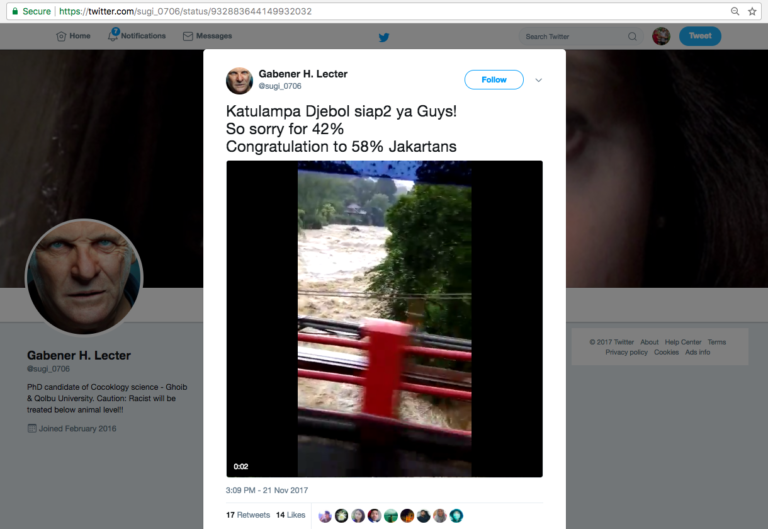 Secure | https://twitter.com/sugi_0706/status/932883644149932032
Home
7
Notifications
Messages
Search Twitter
Tweet
Gabener H. Lecter
@sugi_0706
Follow
Katulampa Djebol siap2 ya Guys!
So sorry for 42%
Congratulation to 58% Jakartans
0:02
3:09 PM - 21 Nov 2017
17 Retweets 14 Likes
Gabener H. Lecter
@sugi_0706
PhD candidate of Cocoklogy science - Ghoib
& Qolbu University. Caution: Racist will be
treated below animal level!!
Joined February 2016
© 2017 Twitter About Help Center Terms
Privacy policy Cookies Ads info